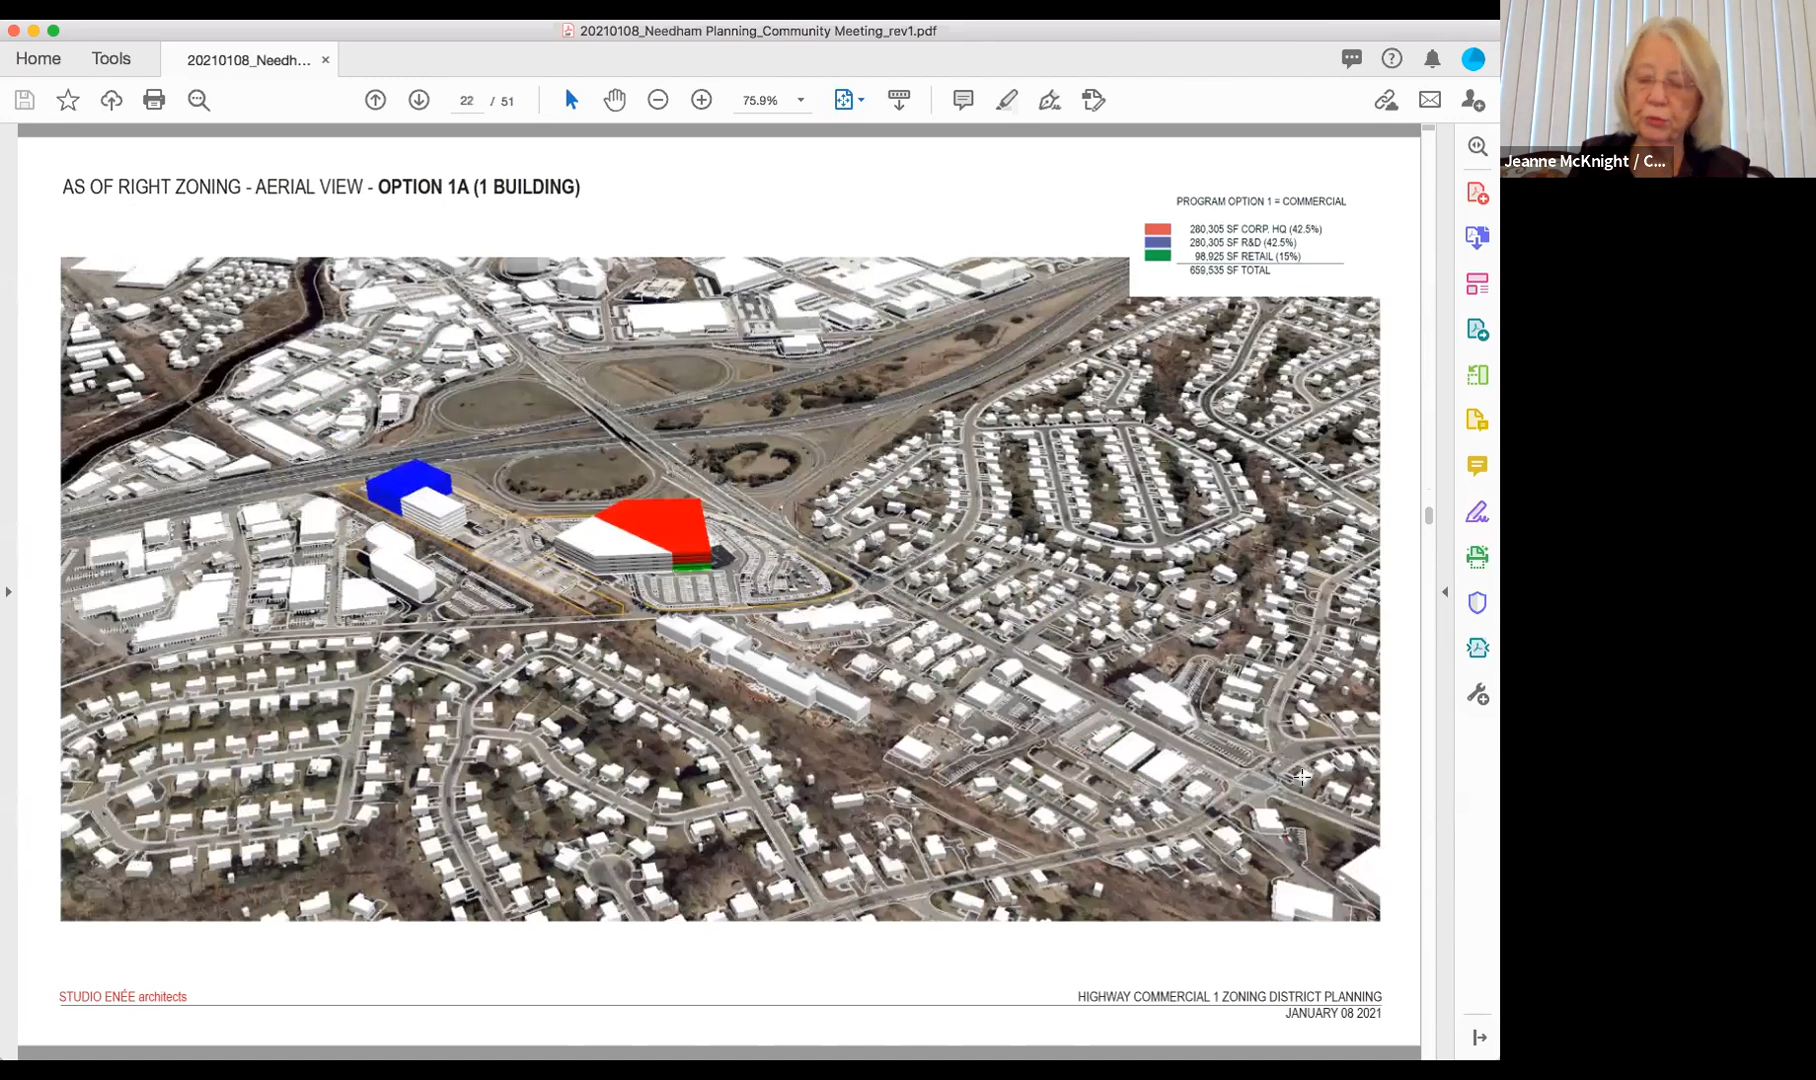 20210108_Needham Planning_Community Meeting_rev1.pdf
Home
Tools
20210108_Needh...
22 / 51
75.9%
Jeanne McKnight / C...
AS OF RIGHT ZONING - AERIAL VIEW - OPTION 1A (1 BUILDING)
PROGRAM OPTION 1 = COMMERCIAL
280,305 SF CORP. HQ (42.5%)
280,305 SF R&D (42.5%)
98,925 SF RETAIL (15%)
659,535 SF TOTAL
STUDIO ENÉE architects
HIGHWAY COMMERCIAL 1 ZONING DISTRICT PLANNING
JANUARY 08 2021